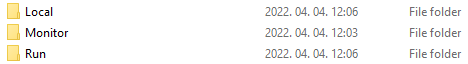 Local 2022. 04. 04. 12:06 File folder
Monitor 2022. 04. 04. 12:03 File folder
Run 2022. 04. 04. 12:06 File folder